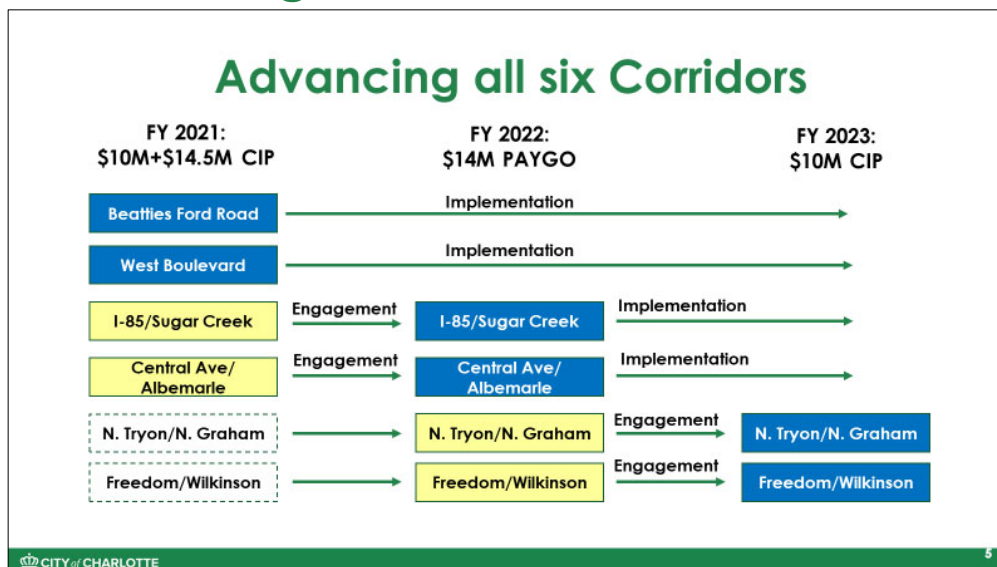 Advancing all six Corridors
FY 2021:
$10M+$14.5M CIP
FY 2022:
$14M PAYGO
FY 2023:
$10M CIP
Beatties Ford Road
Implementation
West Boulevard
Implementation
I-85/Sugar Creek
Engagement
I-85/Sugar Creek
Implementation
Central Ave/
Albemarle
Engagement
Central Ave/
Albemarle
Implementation
N. Tryon/N. Graham
N. Tryon/N. Graham
Engagement
N. Tryon/N. Graham
Freedom/Wilkinson
Freedom/Wilkinson
Engagement
Freedom/Wilkinson
CITY of CHARLOTTE
5